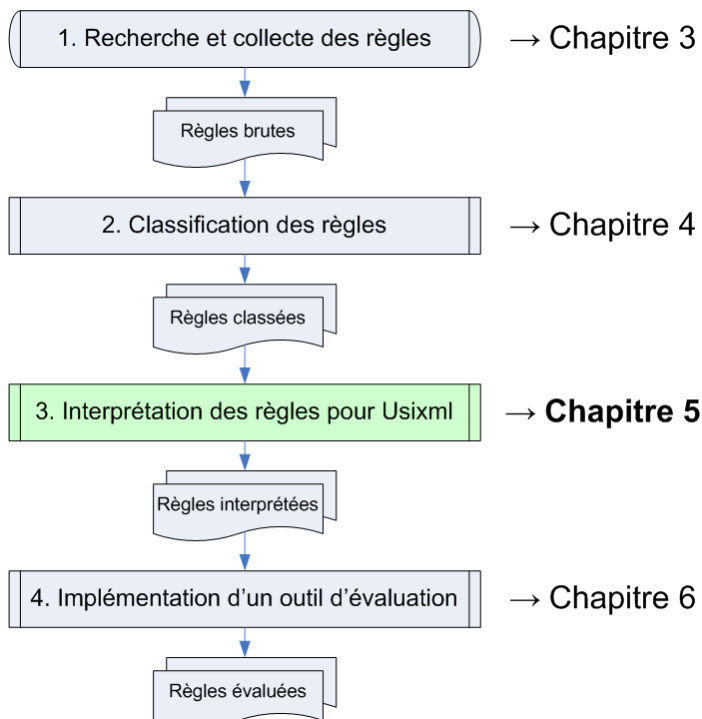 1. Recherche et collecte des règles → Chapitre 3
Règles brutes
2. Classification des règles → Chapitre 4
Règles classées
3. Interprétation des règles pour Usixml → Chapitre 5
Règles interprétées
4. Implémentation d'un outil d'évaluation → Chapitre 6
Règles évaluées